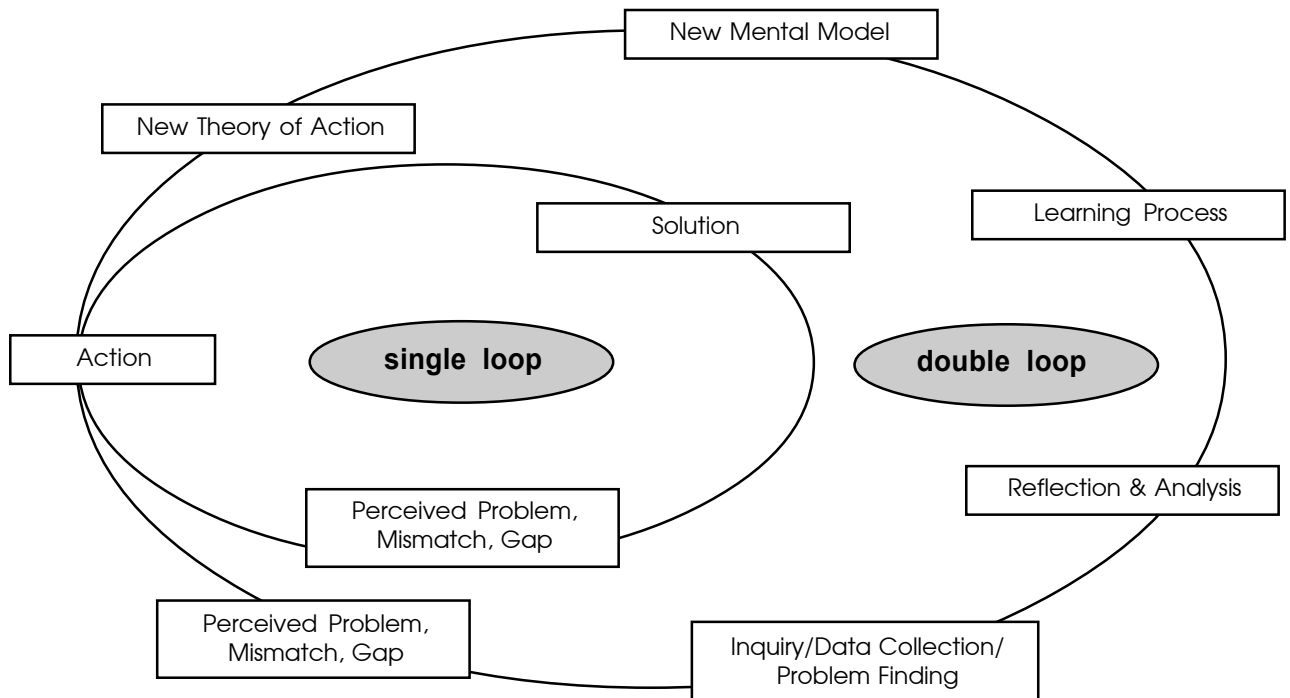 New Mental Model
New Theory of Action
Learning Process
Solution
Action
single loop
double loop
Reflection & Analysis
Perceived Problem,
Mismatch, Gap
Perceived Problem,
Mismatch, Gap
Inquiry/Data Collection/
Problem Finding